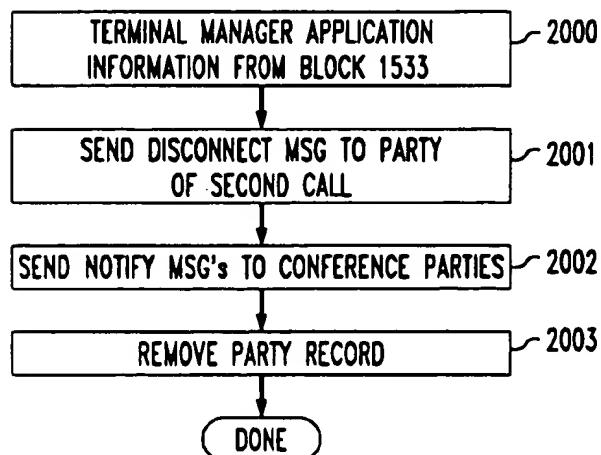 TERMINAL MANAGER APPLICATION
INFORMATION FROM BLOCK 1533
2000
SEND DISCONNECT MSG TO PARTY
OF SECOND CALL
2001
SEND NOTIFY MSG's TO CONFERENCE PARTIES
2002
REMOVE PARTY RECORD
2003
DONE